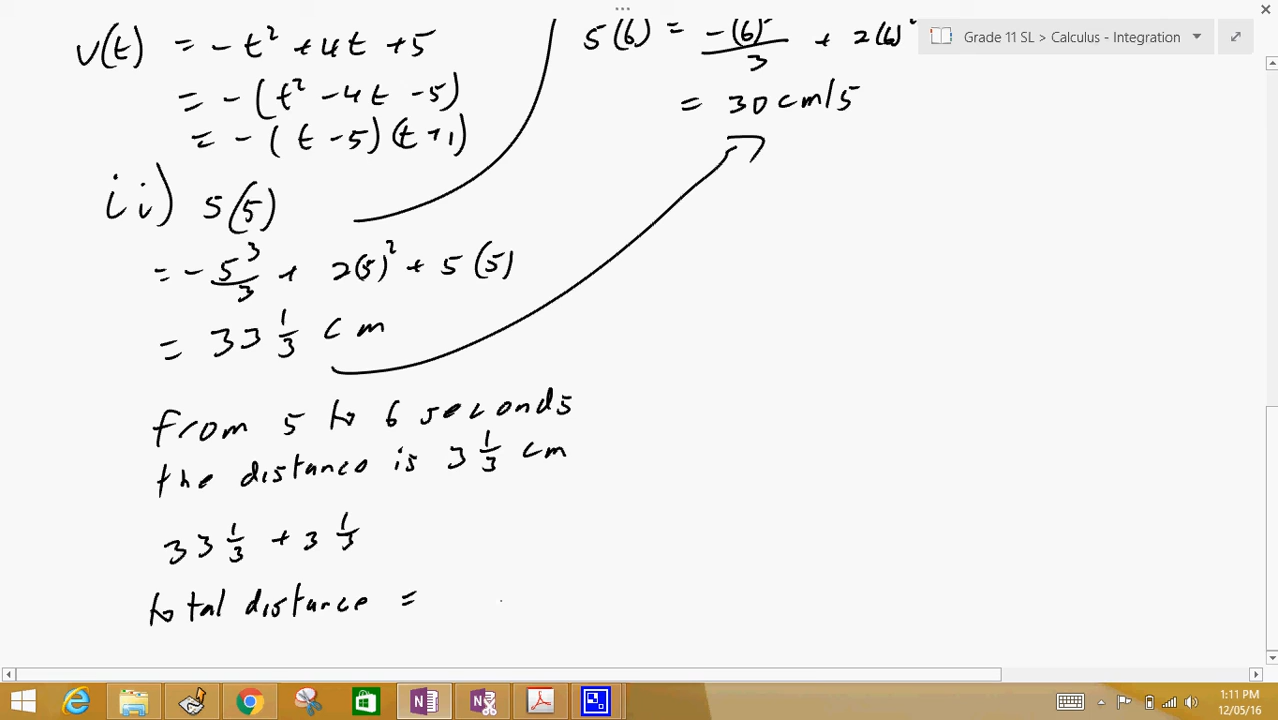 v(t) = -t² + 4t + 5
= -(t² - 4t - 5)
= -(t - 5)(t + 1)
ii) s(5)
= -5³/3 + 2(5)² + 5(5)
= 33 1/3 cm
from 5 to 6 seconds
the distance is 3 1/3 cm
33 1/3 + 3 1/3
total distance =
s(6) = -(6)³/3 + 2(6)²
= 30 cm/s
Grade 11 SL > Calculus - Integration
1:11 PM
12/05/16